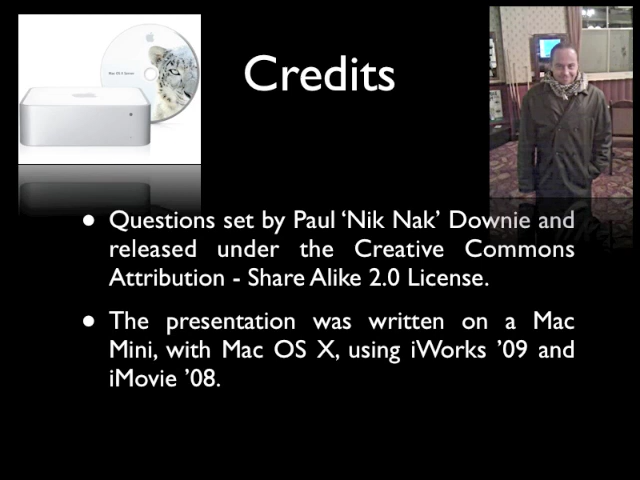 Credits
• Questions set by Paul ‘Nik Nak’ Downie and
released under the Creative Commons
Attribution - Share Alike 2.0 License.
• The presentation was written on a Mac
Mini, with Mac OS X, using iWorks ’09 and
iMovie ’08.